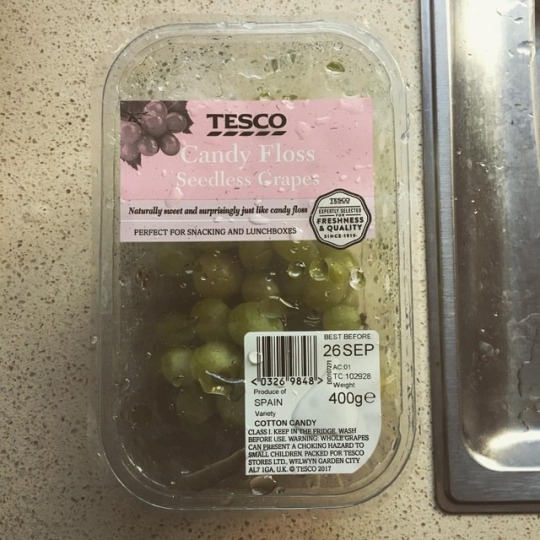 TESCO
Candy Floss
Seedless Grapes
Naturally sweet and surprisingly just like candy floss
PERFECT FOR SNACKING AND LUNCHBOXES
TESCO
EXPERTLY SELECTED
FOR
FRESHNESS
& QUALITY
SINCE 1919
BEST BEFORE
26 SEP
AC:01
TC:102928
Weight
400g℮
<0326 9848>
Produce of
SPAIN
Variety
COTTON CANDY
CLASS I. KEEP IN THE FRIDGE. WASH
BEFORE USE. WARNING: WHOLE GRAPES
CAN PRESENT A CHOKING HAZARD TO
SMALL CHILDREN. PACKED FOR TESCO
STORES LTD., WELWYN GARDEN CITY
AL7 1GA, U.K. © TESCO 2017